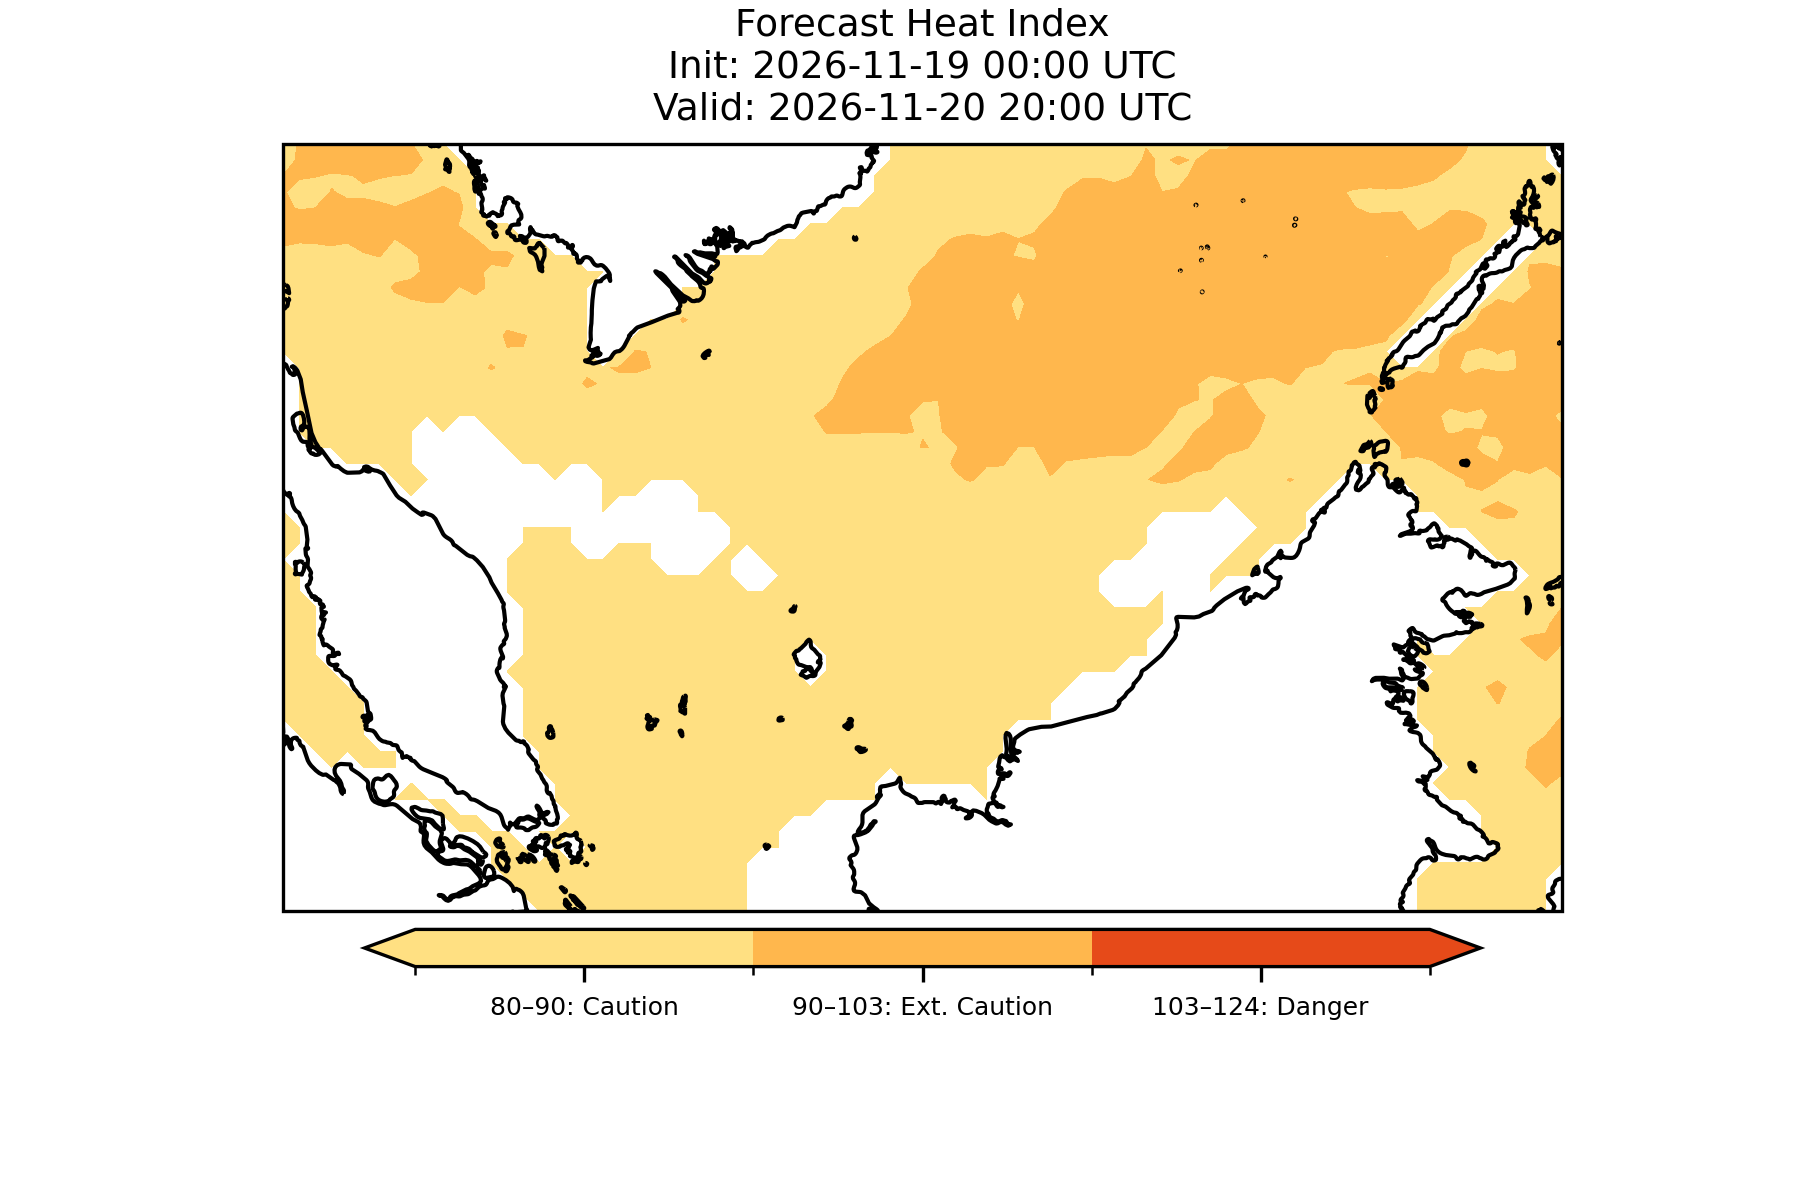 Forecast Heat Index
Init: 2026-11-19 00:00 UTC
Valid: 2026-11-20 20:00 UTC
80–90: Caution
90–103: Ext. Caution
103–124: Danger